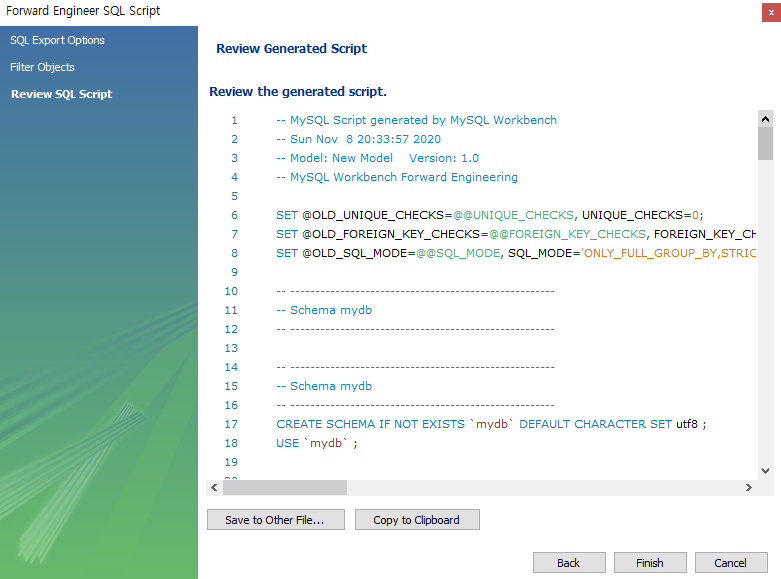 Forward Engineer SQL Script
x
SQL Export Options
Filter Objects
Review SQL Script
Review Generated Script
Review the generated script.
1 -- MySQL Script generated by MySQL Workbench
2 -- Sun Nov  8 20:33:57 2020
3 -- Model: New Model    Version: 1.0
4 -- MySQL Workbench Forward Engineering
5
6 SET @OLD_UNIQUE_CHECKS=@@UNIQUE_CHECKS, UNIQUE_CHECKS=0;
7 SET @OLD_FOREIGN_KEY_CHECKS=@@FOREIGN_KEY_CHECKS, FOREIGN_KEY_CH
8 SET @OLD_SQL_MODE=@@SQL_MODE, SQL_MODE='ONLY_FULL_GROUP_BY,STRIC
9
10 -- -----------------------------------------------------
11 -- Schema mydb
12 -- -----------------------------------------------------
13
14 -- -----------------------------------------------------
15 -- Schema mydb
16 -- -----------------------------------------------------
17 CREATE SCHEMA IF NOT EXISTS `mydb` DEFAULT CHARACTER SET utf8 ;
18 USE `mydb` ;
19
Save to Other File...
Copy to Clipboard
Back
Finish
Cancel